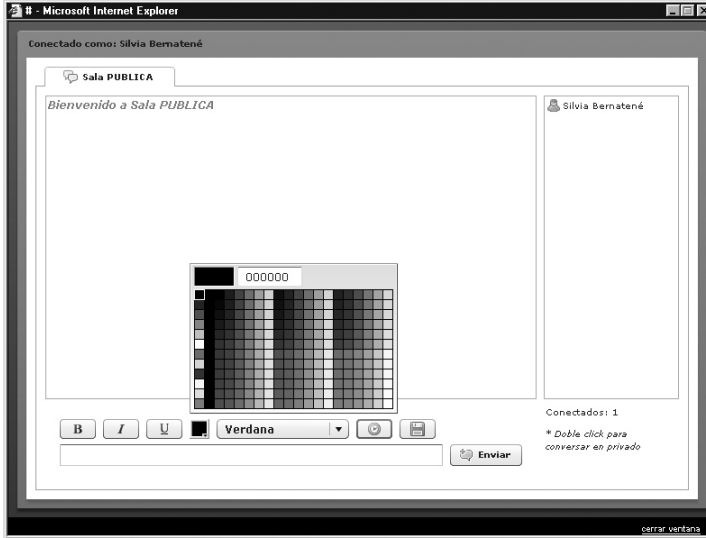 # - Microsoft Internet Explorer
Conectado como: Silvia Bernatené
Sala PUBLICA
Bienvenido a Sala PUBLICA
Silvia Bernatené
000000
Conectados: 1
B I U Verdana
* Doble click para
conversar en privado
Enviar
cerrar ventana